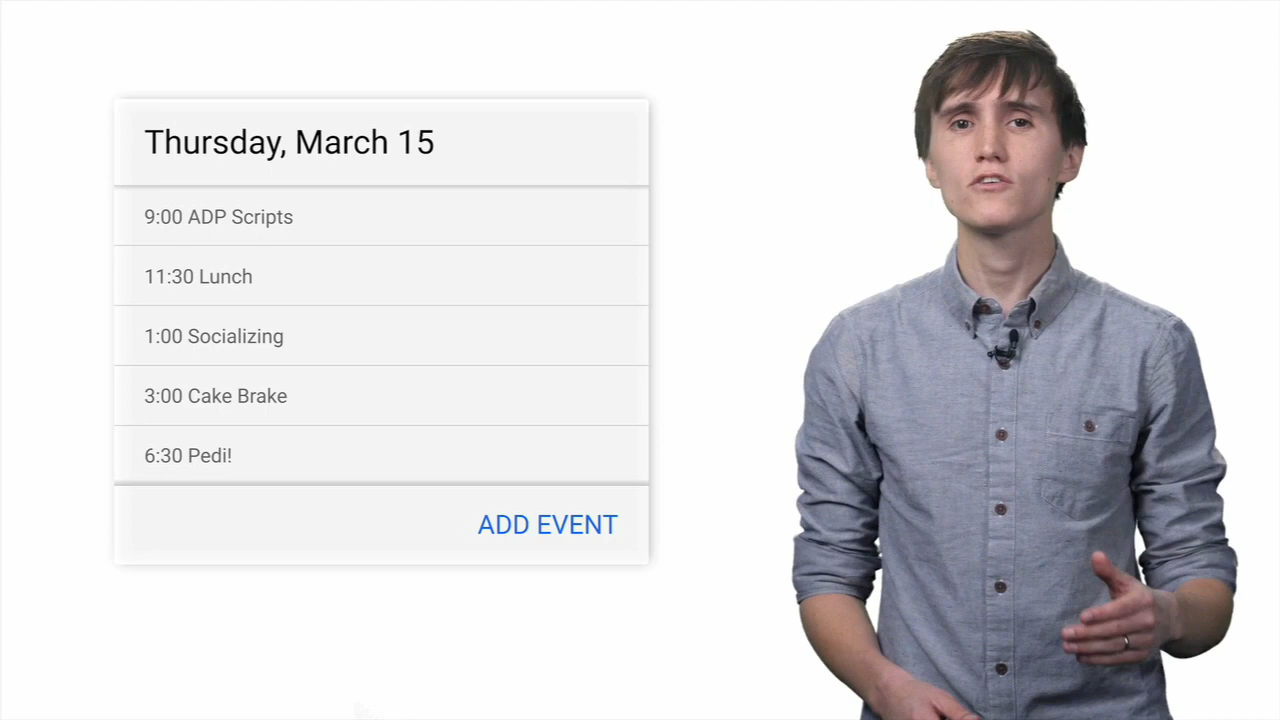 Thursday, March 15
9:00 ADP Scripts
11:30 Lunch
1:00 Socializing
3:00 Cake Brake
6:30 Pedi!
ADD EVENT